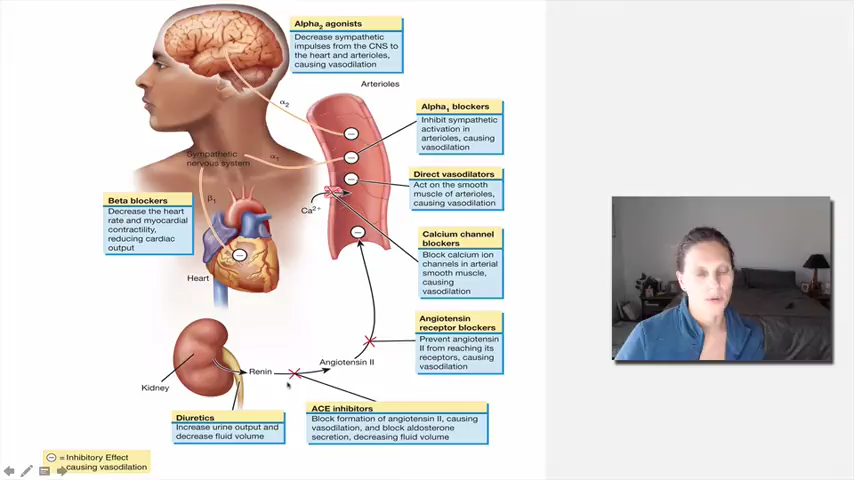 Alpha2 agonists
Decrease sympathetic
impulses from the CNS to
the heart and arterioles,
causing vasodilation
Arterioles
α2
Alpha1 blockers
Inhibit sympathetic
activation in
arterioles, causing
vasodilation
Sympathetic
nervous system
α1
Direct vasodilators
Act on the smooth
muscle of arterioles,
causing vasodilation
β1
Beta blockers
Decrease the heart
rate and myocardial
contractility,
reducing cardiac
output
Ca2+
Calcium channel
blockers
Block calcium ion
channels in arterial
smooth muscle,
causing
vasodilation
Heart
Angiotensin
receptor blockers
Prevent angiotensin
II from reaching its
receptors, causing
vasodilation
Angiotensin II
Renin
Kidney
ACE inhibitors
Block formation of angiotensin II, causing
vasodilation, and block aldosterone
secretion, decreasing fluid volume
Diuretics
Increase urine output and
decrease fluid volume
− = Inhibitory Effect
causing vasodilation